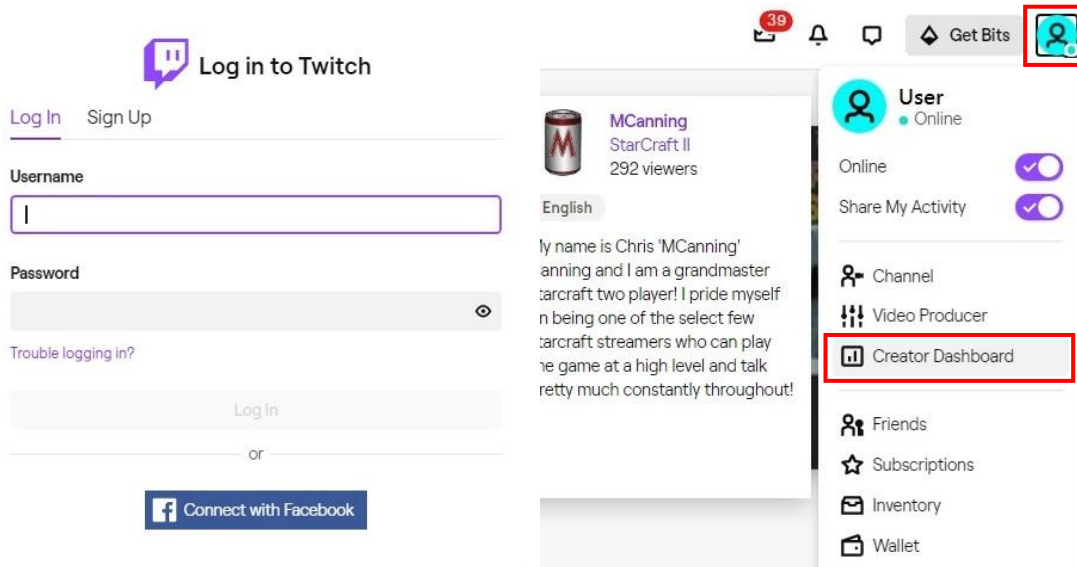 Log in to Twitch
Log In Sign Up
Username
Password
Trouble logging in?
Log In
or
Connect with Facebook
39
Get Bits
MCanning
StarCraft II
292 viewers
English
My name is Chris 'MCanning'
anning and I am a grandmaster
tarcraft two player! I pride myself
n being one of the select few
tarcraft streamers who can play
he game at a high level and talk
retty much constantly throughout!
User
Online
Online
Share My Activity
Channel
Video Producer
Creator Dashboard
Friends
Subscriptions
Inventory
Wallet